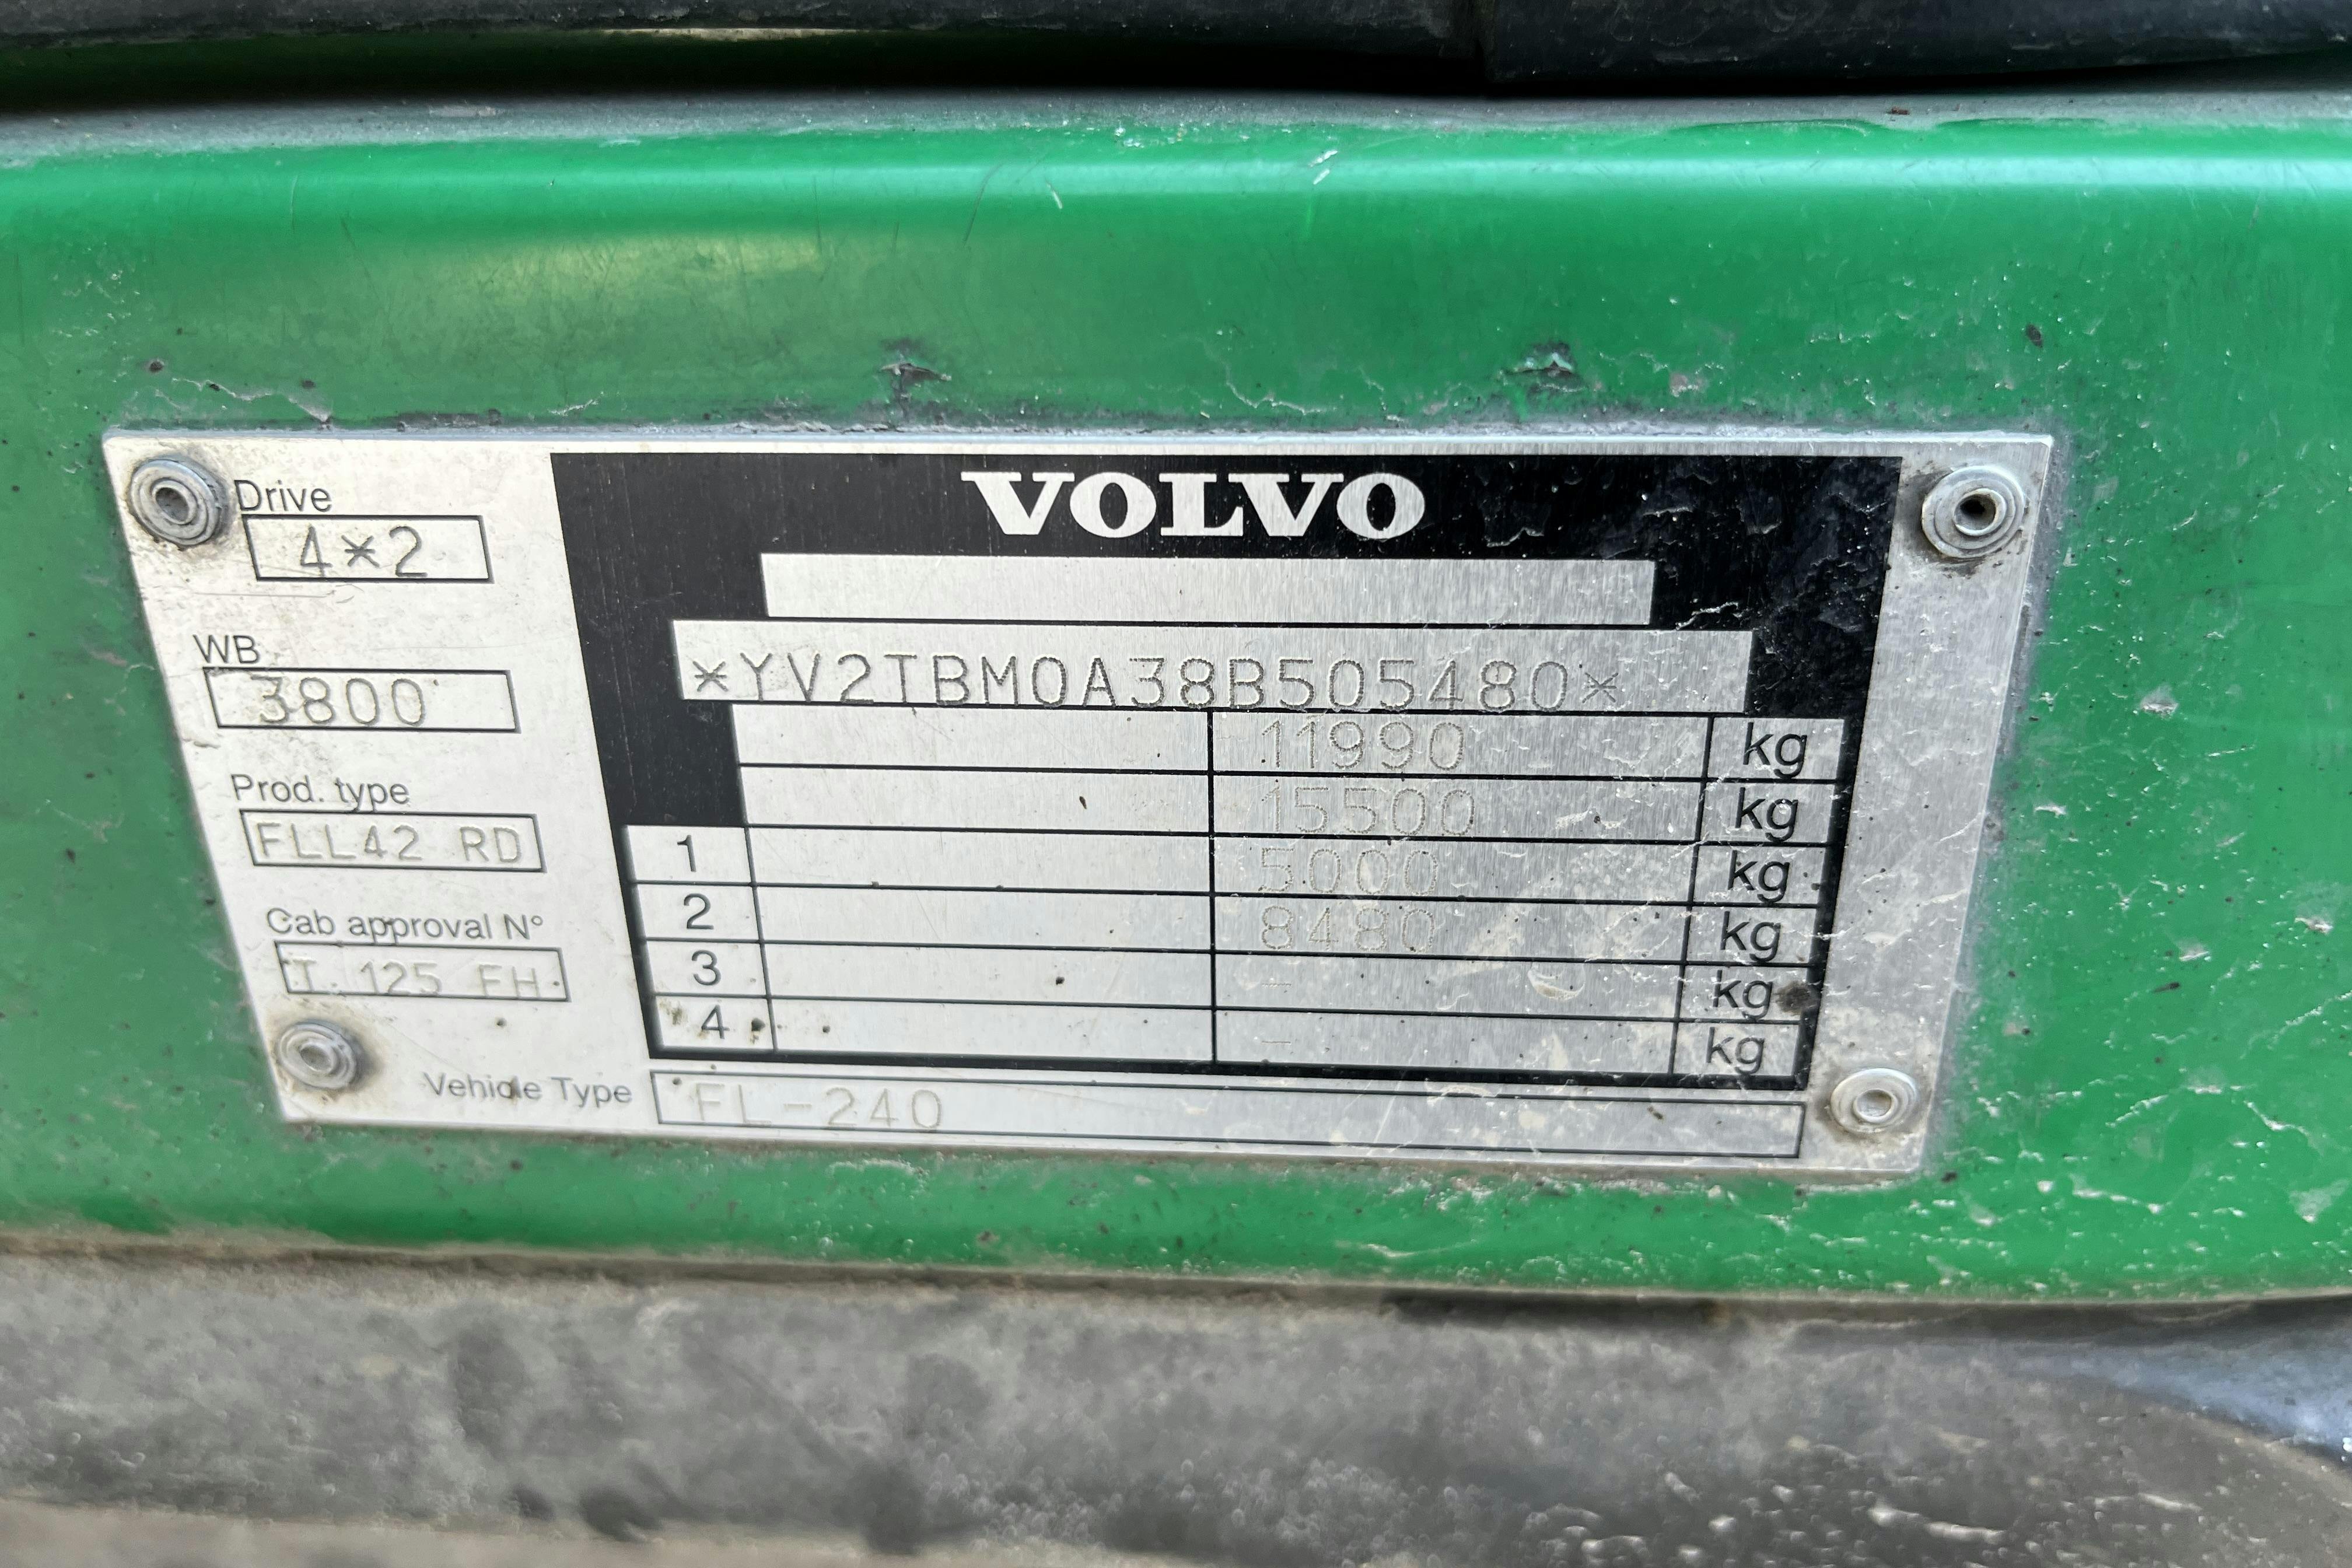 VOLVO
Drive
4*2
WB
3800
Prod. type
FLL42 RD
Cab approval N°
T. 125 FH.
*YV2TBM0A38B505480*
11990 kg
15500 kg
1 5000 kg
2 8480 kg
3 - kg
4 - kg
Vehicle Type FL-240